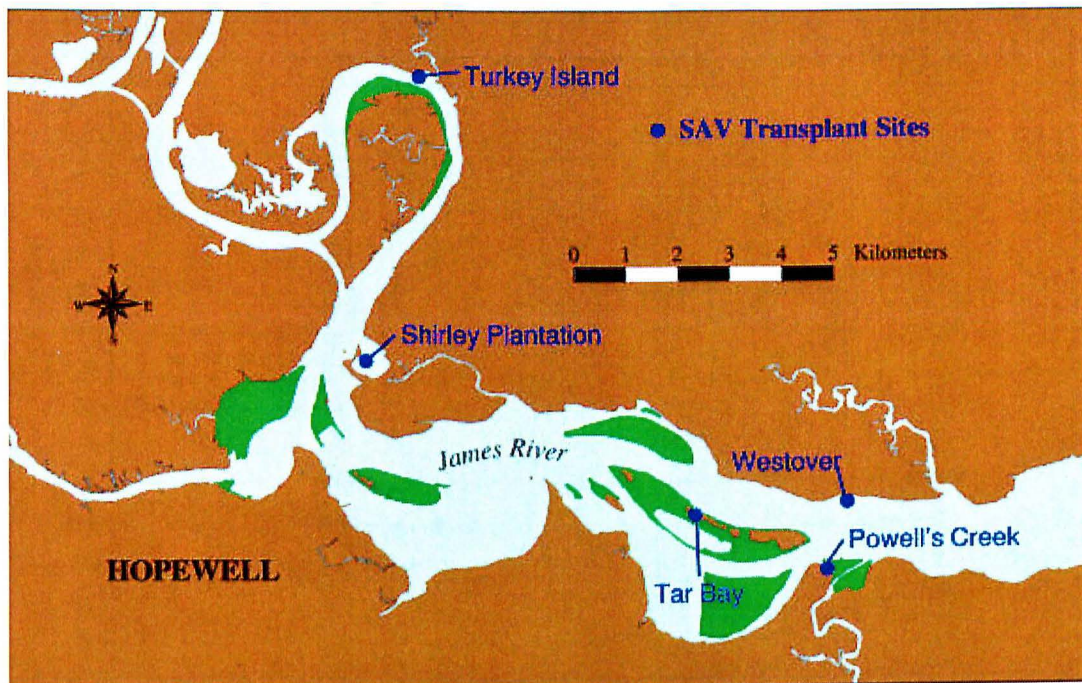 Turkey Island
SAV Transplant Sites
0 1 2 3 4 5 Kilometers
N
W E
S
Shirley Plantation
James River
Westover
Powell's Creek
HOPEWELL
Tar Bay